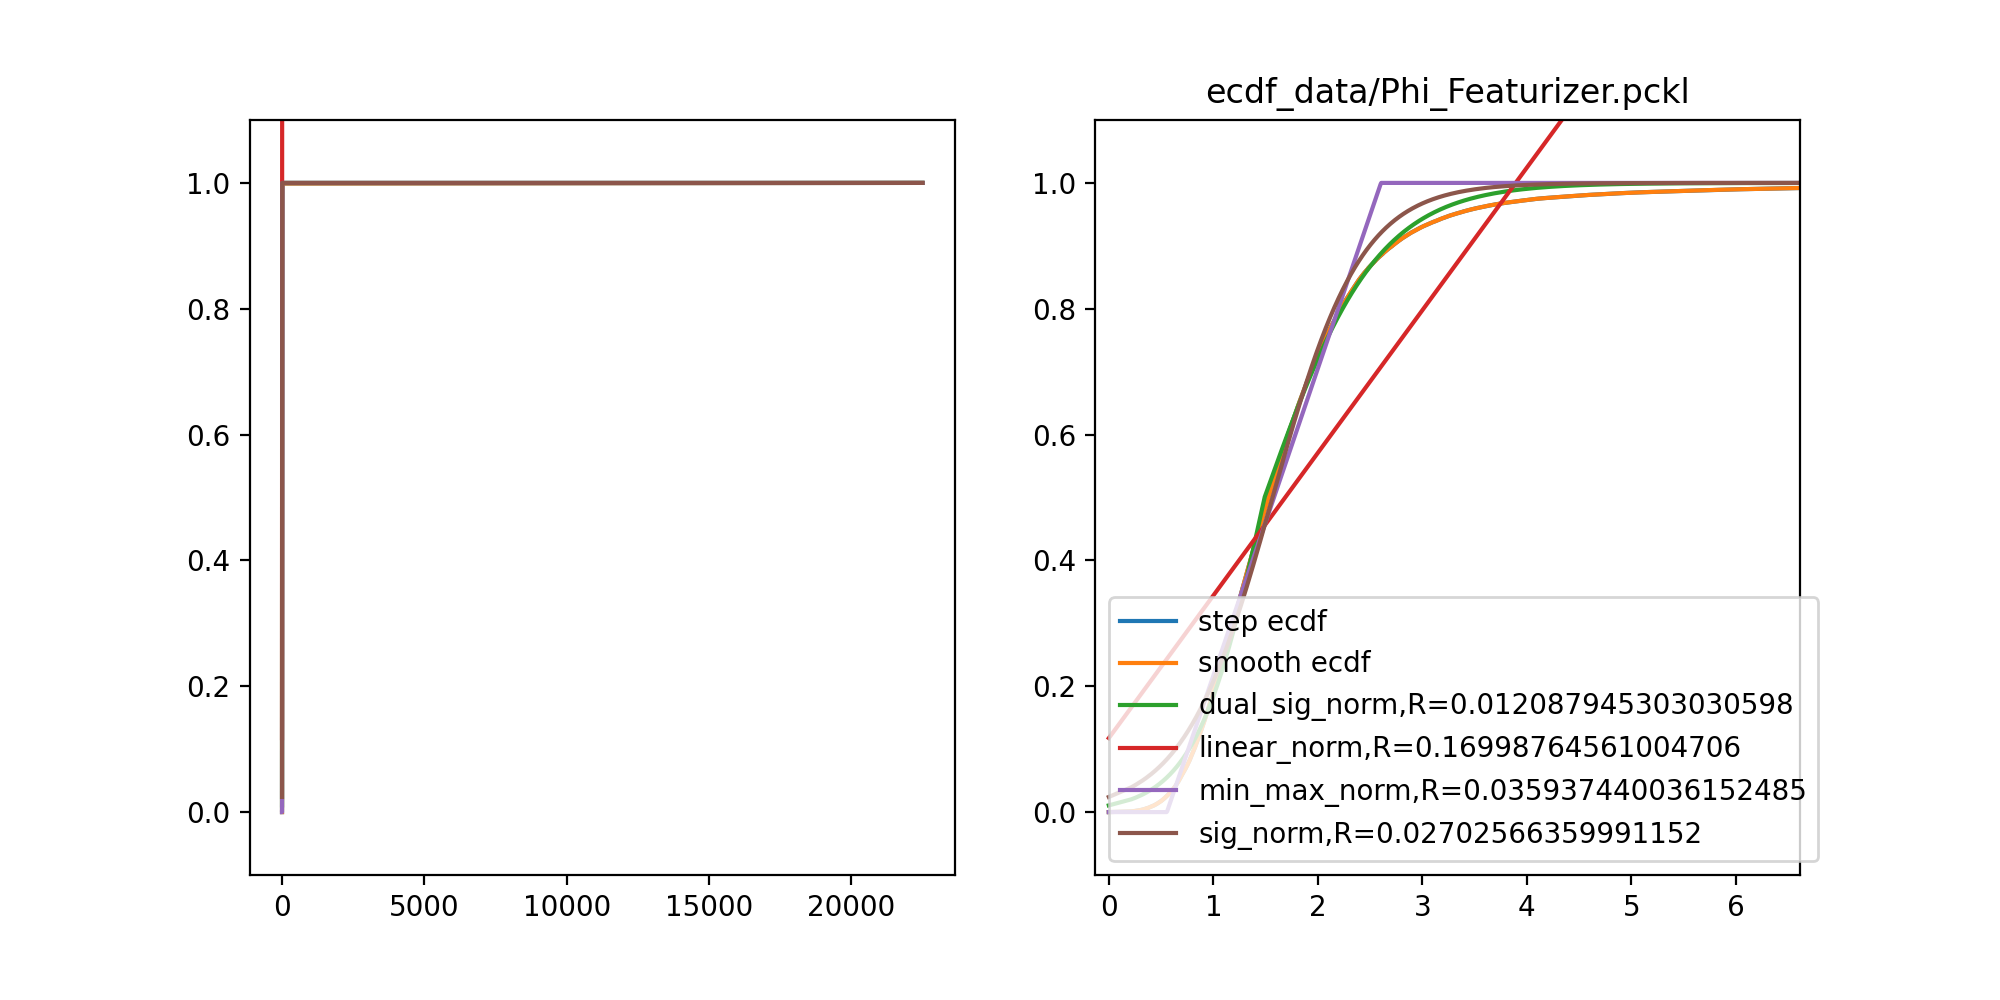 ecdf_data/Phi_Featurizer.pckl
1.0
0.8
0.6
0.4
0.2
0.0
0 5000 10000 15000 20000
1.0
0.8
0.6
0.4
0.2
0.0
step ecdf
smooth ecdf
dual_sig_norm,R=0.012087945303030598
linear_norm,R=0.16998764561004706
min_max_norm,R=0.035937440036152485
sig_norm,R=0.02702566359991152
0 1 2 3 4 5 6